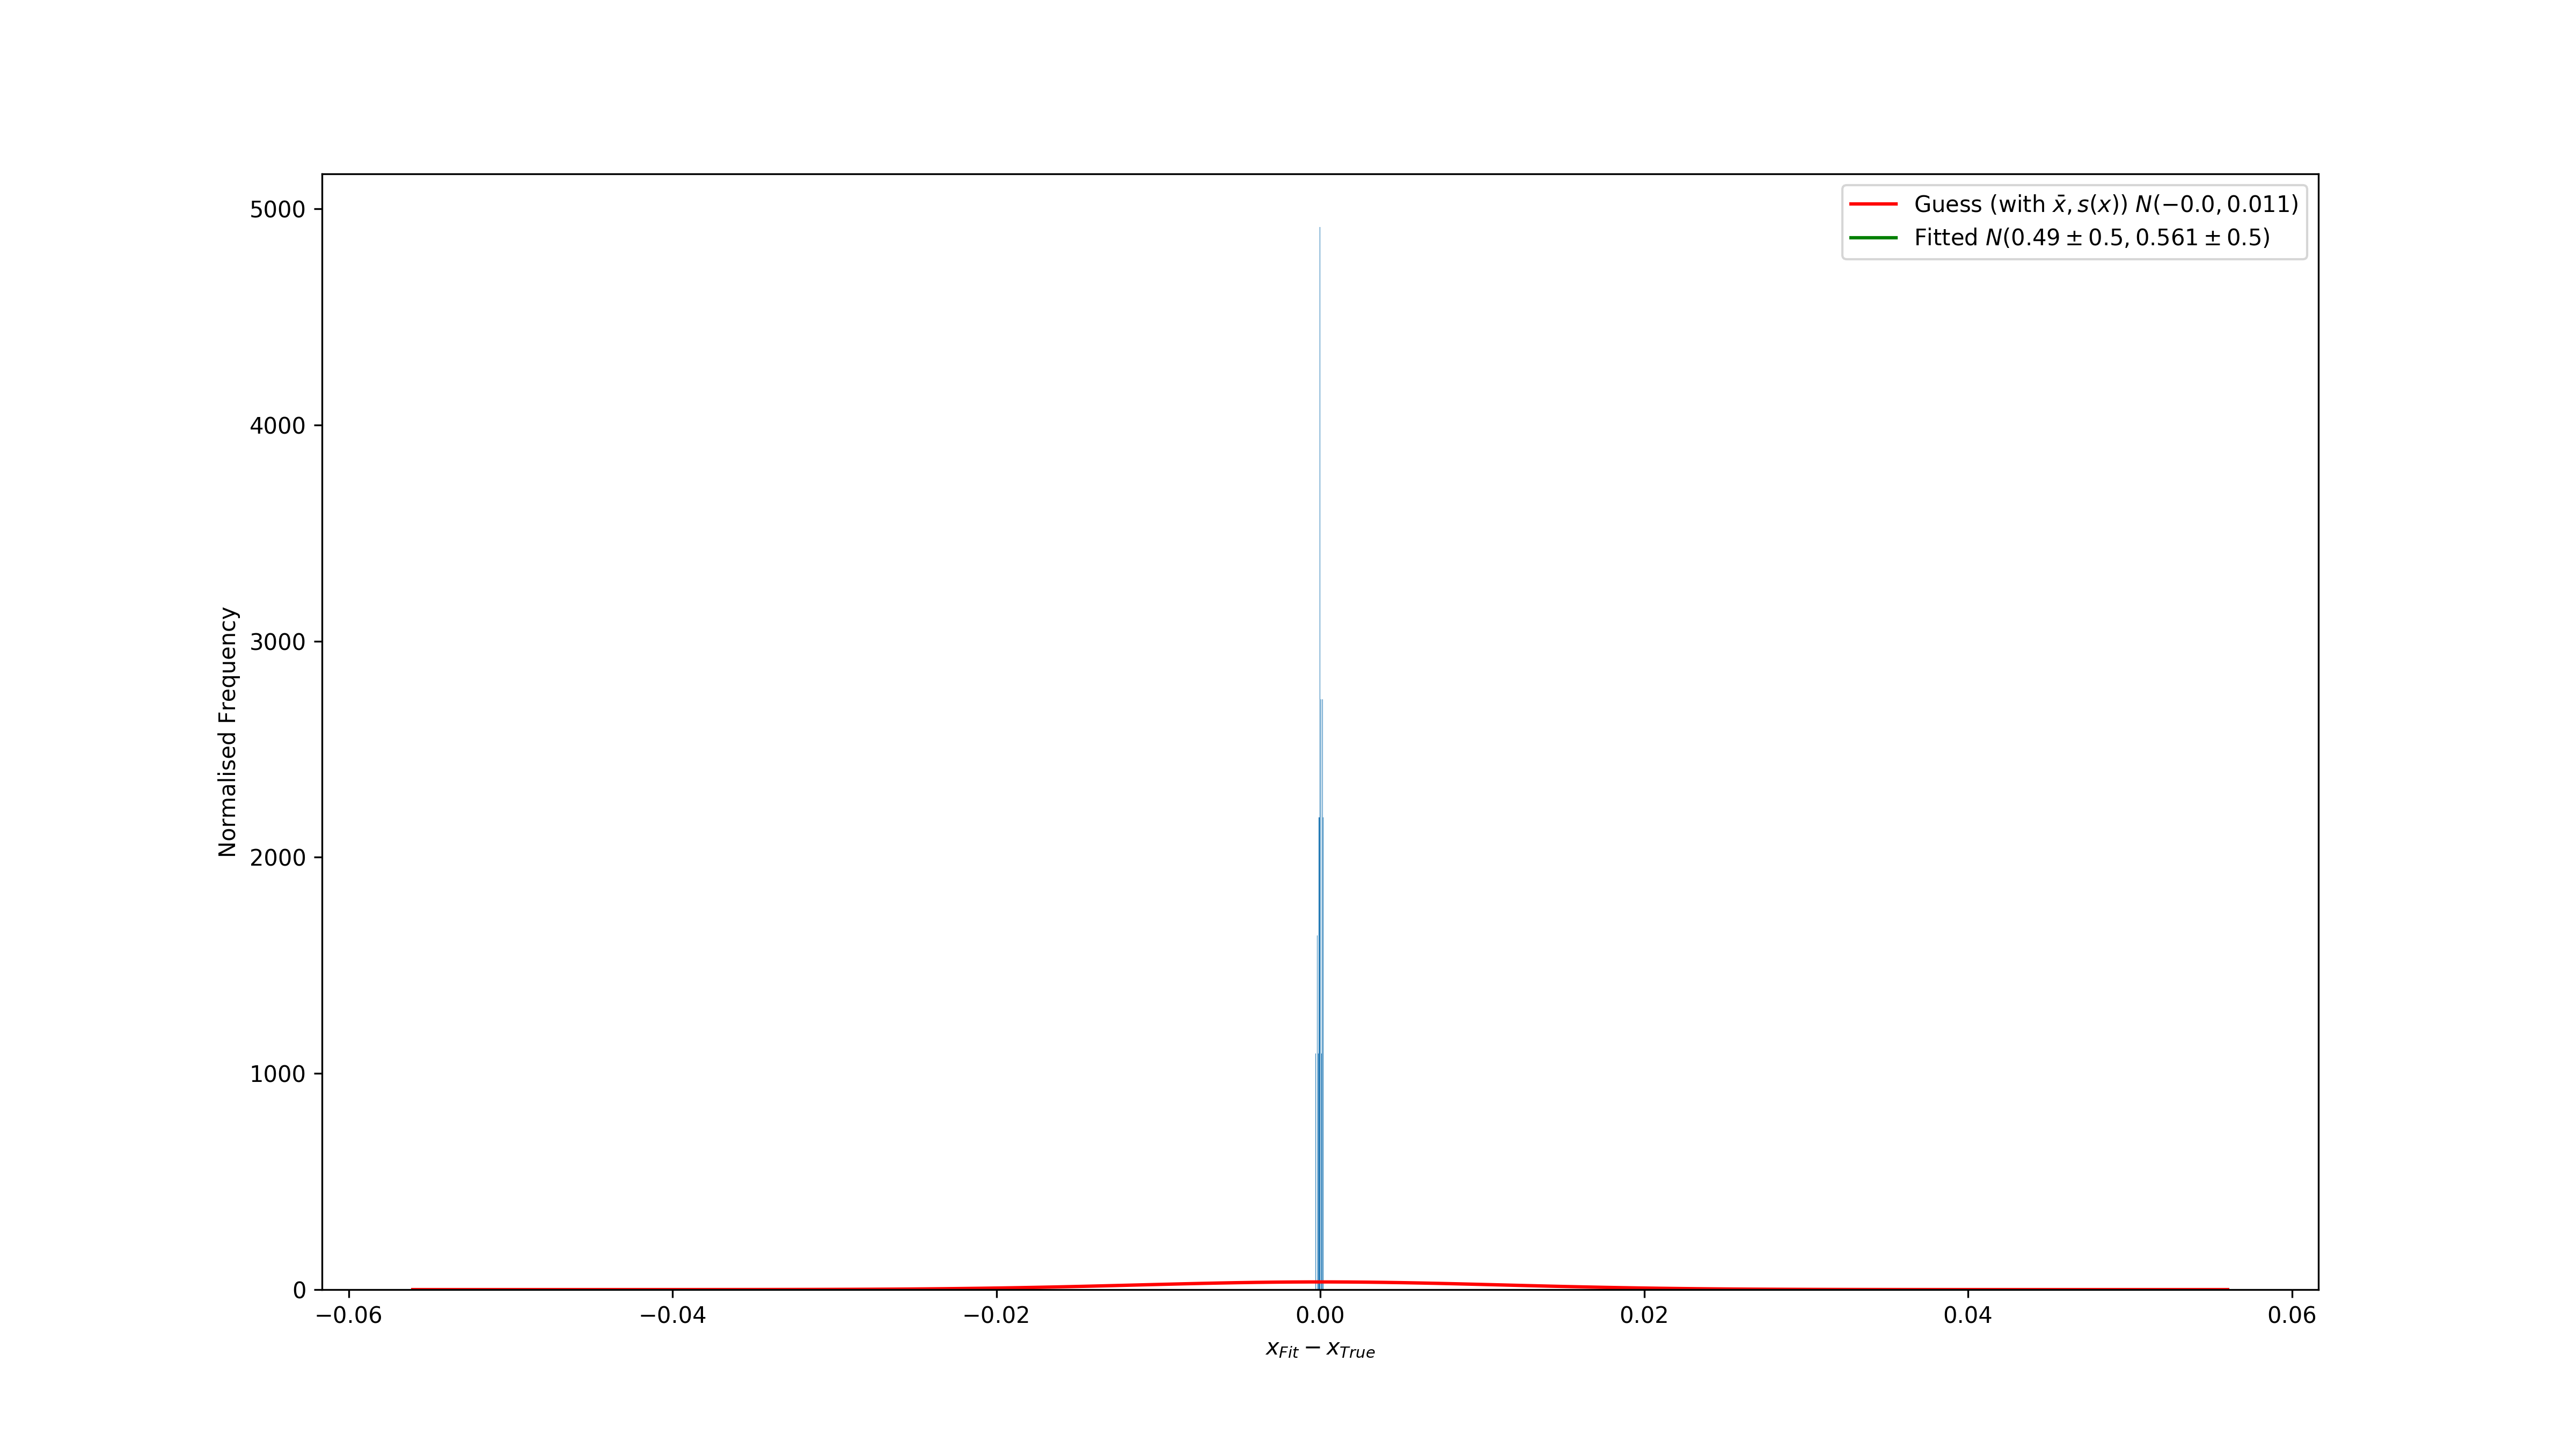 Guess (with x̄, s(x)) N(−0.0, 0.011)
Fitted N(0.49 ± 0.5, 0.561 ± 0.5)
Normalised Frequency
5000
4000
3000
2000
1000
0
−0.06 −0.04 −0.02 0.00 0.02 0.04 0.06
x_Fit − x_True